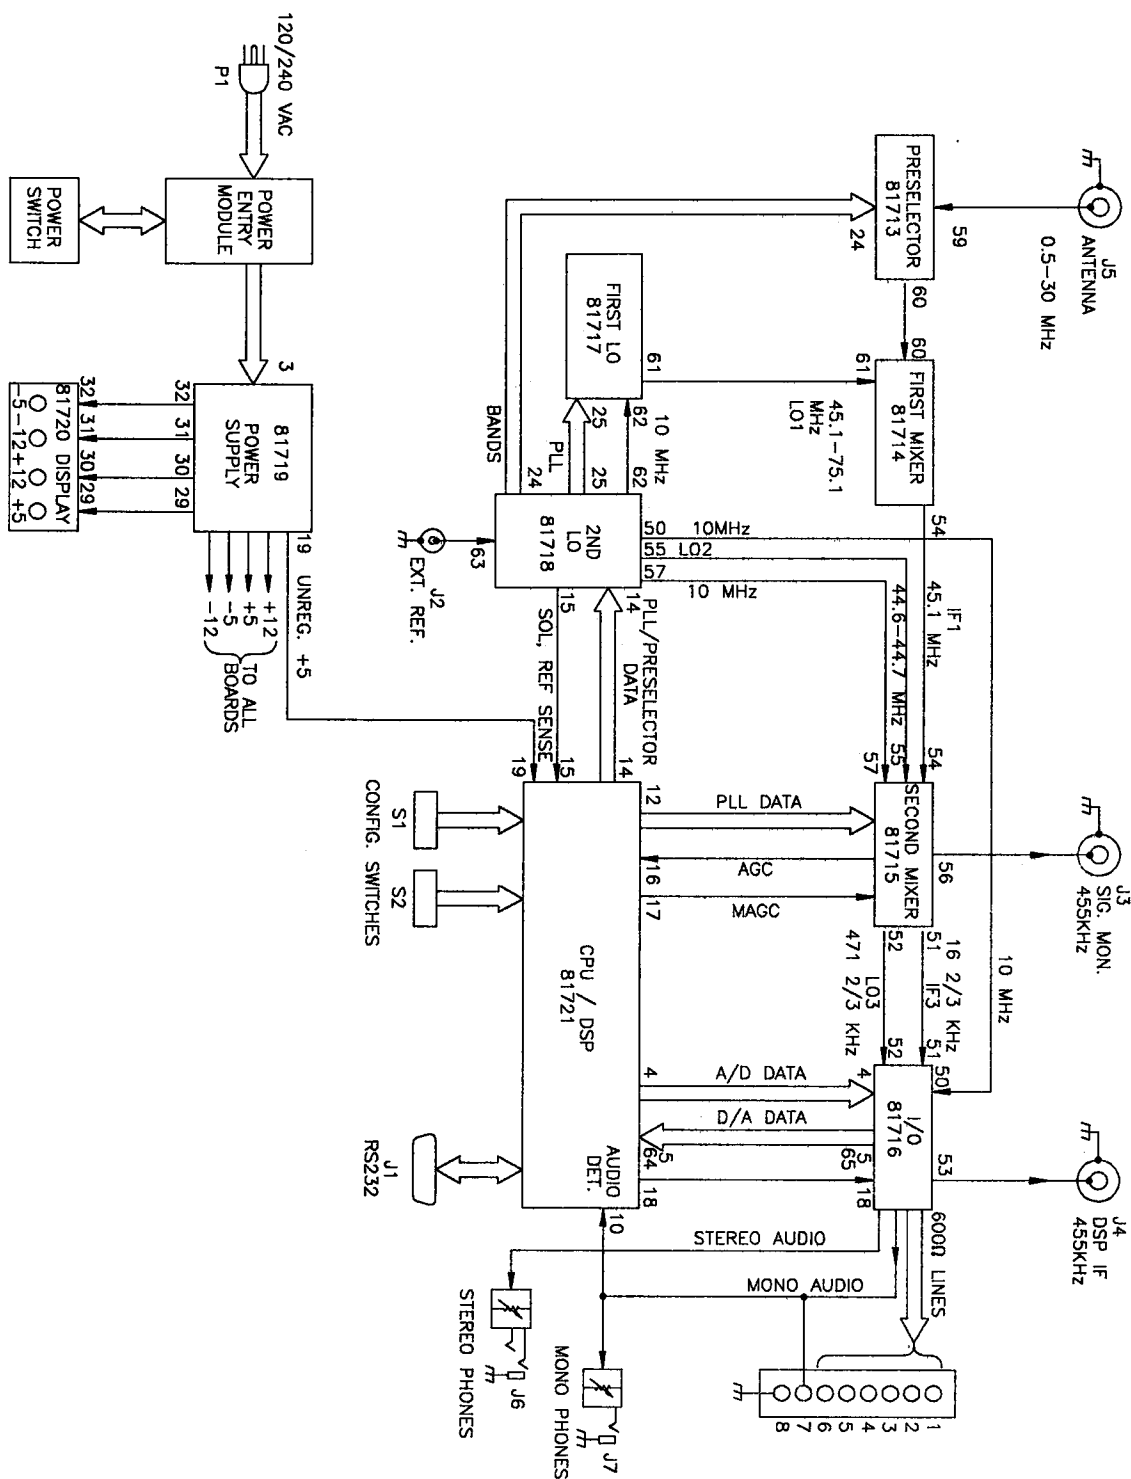 J5
ANTENNA
0.5-30 MHz
59
PRESELECTOR
81713
24
60
60
FIRST MIXER
81714
61
54
45.1-75.1
MHz
LO1
IF1
45.1 MHz
44.6-44.7 MHz
54
55
57
SECOND MIXER
81715
56
J3
SIG. MON.
455KHz
51
52
16 2/3 KHz
IF3
LO3
471 2/3 KHz
10 MHz
51
52
50
I/O
81716
53
J4
DSP IF
455KHz
4
5
65
18
600Ω LINES
1
2
3
4
5
6
7
8
FIRST LO
81717
61
62
25
10 MHz
PLL
BANDS
62
25
24
2ND
LO
81718
50 10MHz
55 LO2
57
10 MHz
63
J2
EXT. REF.
14
15
PLL/PRESELECTOR
DATA
SOL, REF SENSE
14
15
19
12
PLL DATA
AGC
16
17
MAGC
CPU / DSP
81721
4
A/D DATA
D/A DATA
5
64
18
AUDIO
DET.
10
STEREO AUDIO
MONO AUDIO
S1
S2
CONFIG. SWITCHES
J1
RS232
J6
STEREO PHONES
J7
MONO PHONES
120/240 VAC
P1
POWER
ENTRY
MODULE
POWER
SWITCH
3
81719
POWER
SUPPLY
32
31
30
29
19 UNREG. +5
+12
+5
-5
-12
TO ALL
BOARDS
32
31
30
29
81720 DISPLAY
-5 -12 +12 +5